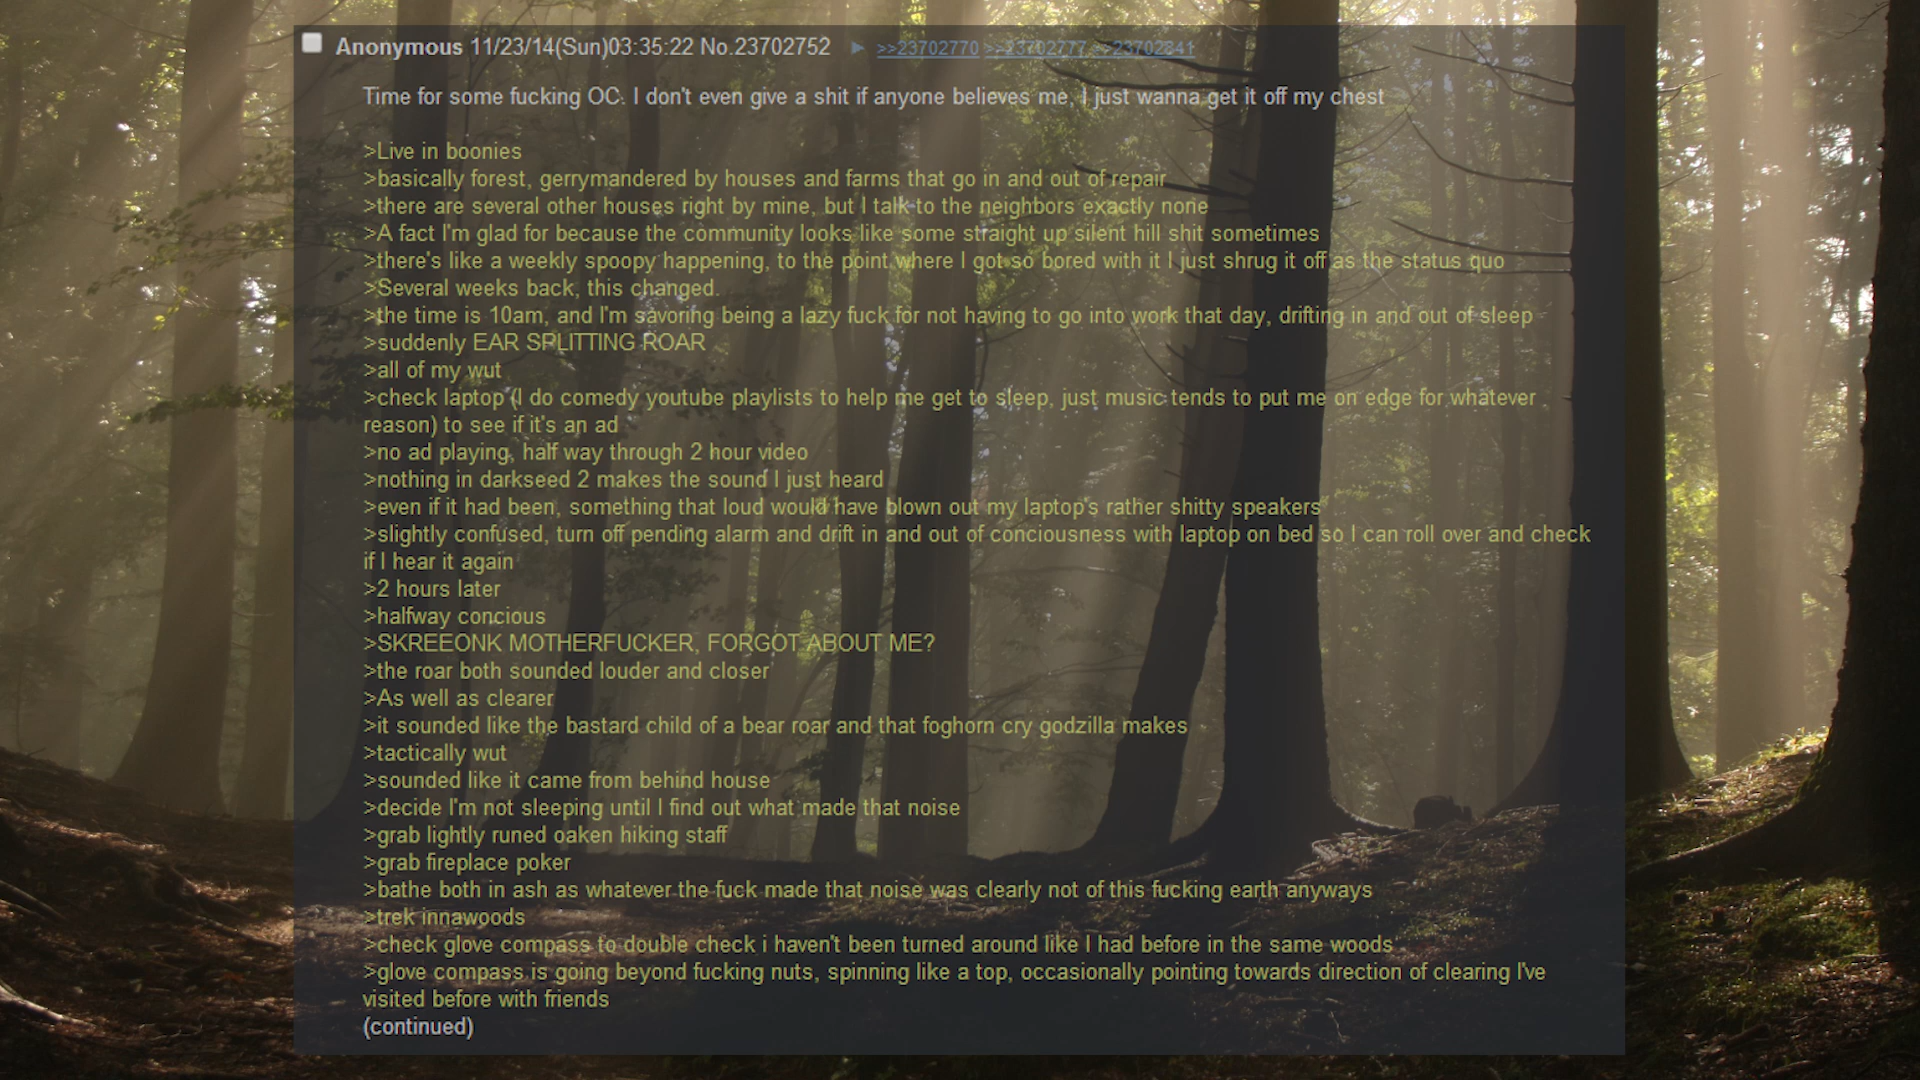 Anonymous 11/23/14(Sun)03:35:22 No.23702752 ▶ >>23702770 >>23702777 >>23702841
Time for some fucking OC. I don't even give a shit if anyone believes me, I just wanna get it off my chest
>Live in boonies
>basically forest, gerrymandered by houses and farms that go in and out of repair
>there are several other houses right by mine, but I talk to the neighbors exactly none
>A fact I'm glad for because the community looks like some straight up silent hill shit sometimes
>there's like a weekly spoopy happening, to the point where I got so bored with it I just shrug it off as the status quo
>Several weeks back, this changed.
>the time is 10am, and I'm savoring being a lazy fuck for not having to go into work that day, drifting in and out of sleep
>suddenly EAR SPLITTING ROAR
>all of my wut
>check laptop (I do comedy youtube playlists to help me get to sleep, just music tends to put me on edge for whatever
reason) to see if it's an ad
>no ad playing, half way through 2 hour video
>nothing in darkseed 2 makes the sound I just heard
>even if it had been, something that loud would have blown out my laptop's rather shitty speakers
>slightly confused, turn off pending alarm and drift in and out of conciousness with laptop on bed so I can roll over and check
if I hear it again
>2 hours later
>halfway concious
>SKREEONK MOTHERFUCKER, FORGOT ABOUT ME?
>the roar both sounded louder and closer
>As well as clearer
>it sounded like the bastard child of a bear roar and that foghorn cry godzilla makes
>tactically wut
>sounded like it came from behind house
>decide I'm not sleeping until I find out what made that noise
>grab lightly runed oaken hiking staff
>grab fireplace poker
>bathe both in ash as whatever the fuck made that noise was clearly not of this fucking earth anyways
>trek innawoods
>check glove compass to double check i haven't been turned around like I had before in the same woods
>glove compass is going beyond fucking nuts, spinning like a top, occasionally pointing towards direction of clearing I've
visited before with friends
(continued)